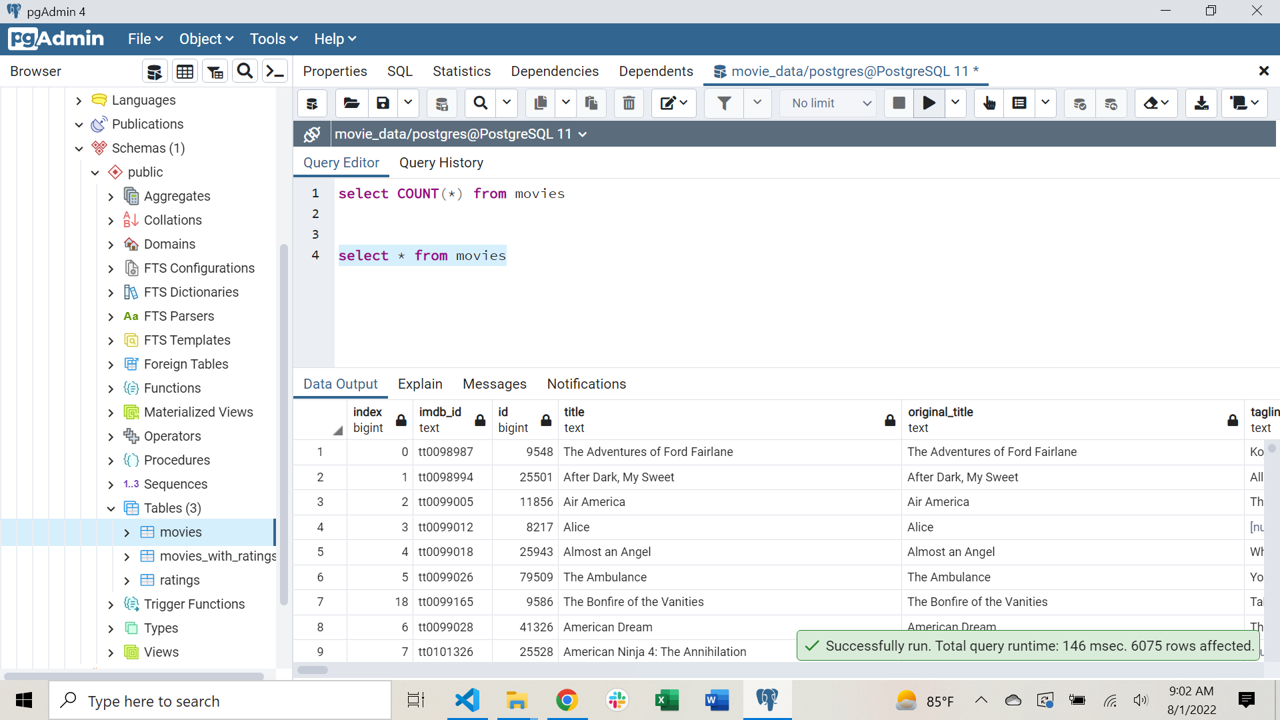 pgAdmin 4
pgAdmin File Object Tools Help
Browser
Properties SQL Statistics Dependencies Dependents movie_data/postgres@PostgreSQL 11 *
No limit
movie_data/postgres@PostgreSQL 11
Query Editor Query History
1 select COUNT(*) from movies
2
3
4 select * from movies
Languages
Publications
Schemas (1)
public
Aggregates
Collations
Domains
FTS Configurations
FTS Dictionaries
Aa FTS Parsers
FTS Templates
Foreign Tables
Functions
Materialized Views
Operators
Procedures
1..3 Sequences
Tables (3)
movies
movies_with_ratings
ratings
Trigger Functions
Types
Views
Data Output Explain Messages Notifications
index imdb_id id title original_title taglin
bigint text bigint text text text
1 0 tt0098987 9548 The Adventures of Ford Fairlane The Adventures of Ford Fairlane Ko
2 1 tt0098994 25501 After Dark, My Sweet After Dark, My Sweet All
3 2 tt0099005 11856 Air America Air America Th
4 3 tt0099012 8217 Alice Alice [nu
5 4 tt0099018 25943 Almost an Angel Almost an Angel Wh
6 5 tt0099026 79509 The Ambulance The Ambulance Yo
7 18 tt0099165 9586 The Bonfire of the Vanities The Bonfire of the Vanities Tal
8 6 tt0099028 41326 American Dream American Dream Th
9 7 tt0101326 25528 American Ninja 4: The Annihilation
Successfully run. Total query runtime: 146 msec. 6075 rows affected.
Type here to search
85°F
9:02 AM
8/1/2022